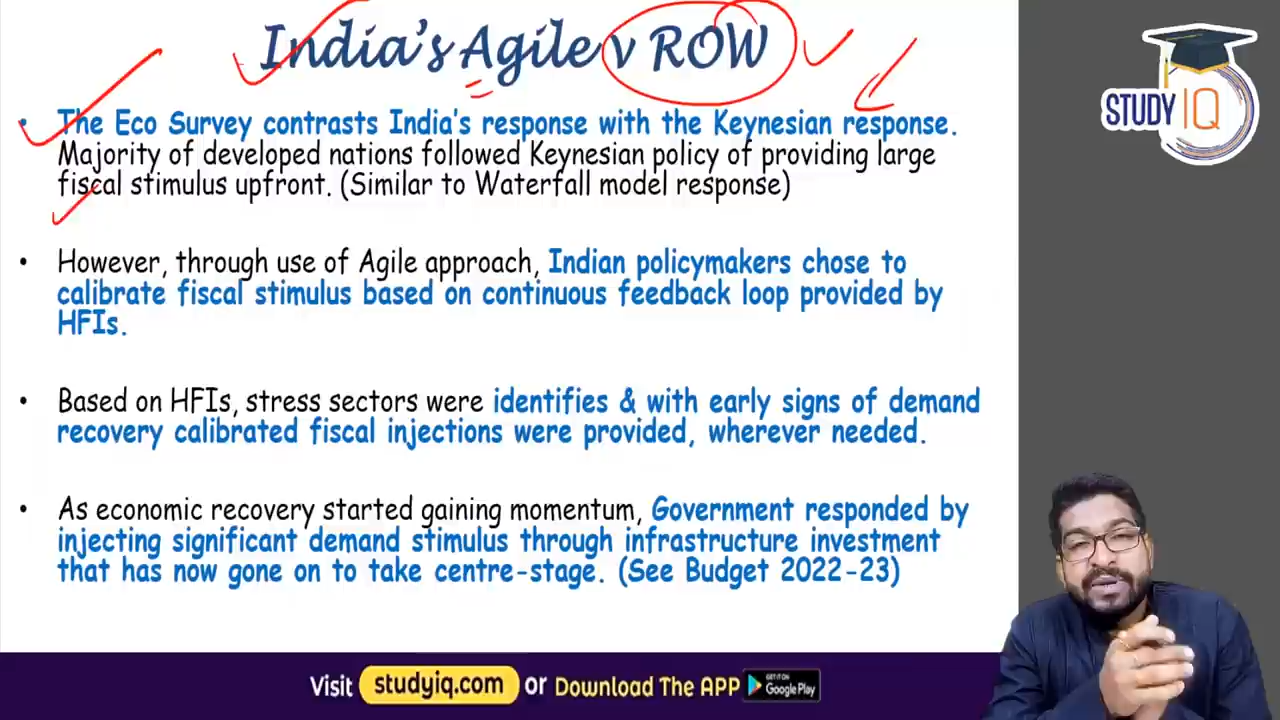 India's Agile v ROW
STUDY IQ
• The Eco Survey contrasts India's response with the Keynesian response.
Majority of developed nations followed Keynesian policy of providing large
fiscal stimulus upfront. (Similar to Waterfall model response)
• However, through use of Agile approach, Indian policymakers chose to
calibrate fiscal stimulus based on continuous feedback loop provided by
HFIs.
• Based on HFIs, stress sectors were identifies & with early signs of demand
recovery calibrated fiscal injections were provided, wherever needed.
• As economic recovery started gaining momentum, Government responded by
injecting significant demand stimulus through infrastructure investment
that has now gone on to take centre-stage. (See Budget 2022-23)
Visit studyiq.com or Download The APP GET IT ON Google Play